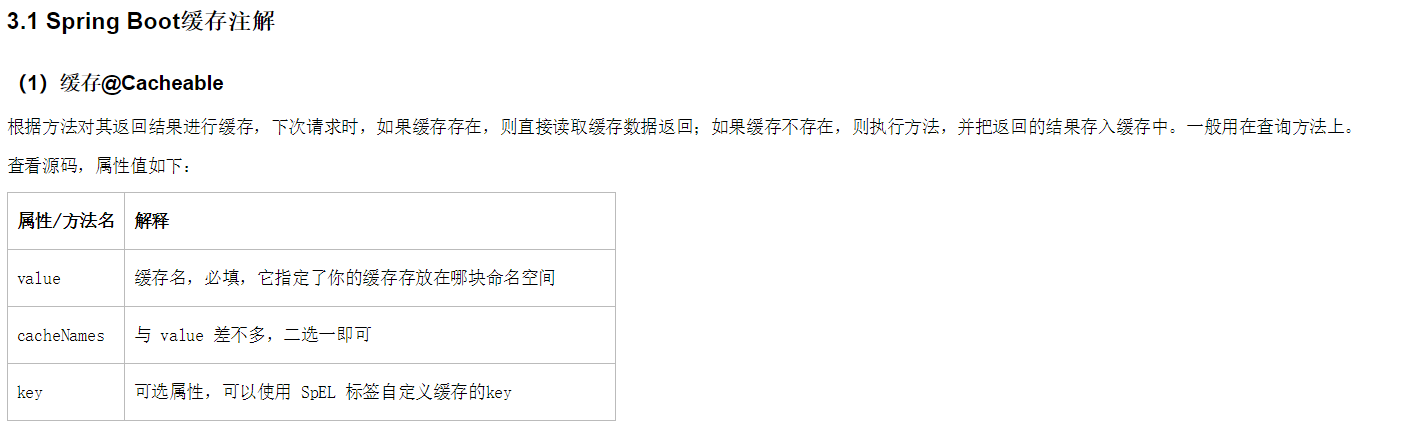 3.1 Spring Boot缓存注解
（1）缓存@Cacheable
根据方法对其返回结果进行缓存，下次请求时，如果缓存存在，则直接读取缓存数据返回；如果缓存不存在，则执行方法，并把返回的结果存入缓存中。一般用在查询方法上。
查看源码，属性值如下：
属性/方法名 解释
value 缓存名，必填，它指定了你的缓存存放在哪块命名空间
cacheNames 与 value 差不多，二选一即可
key 可选属性，可以使用 SpEL 标签自定义缓存的key